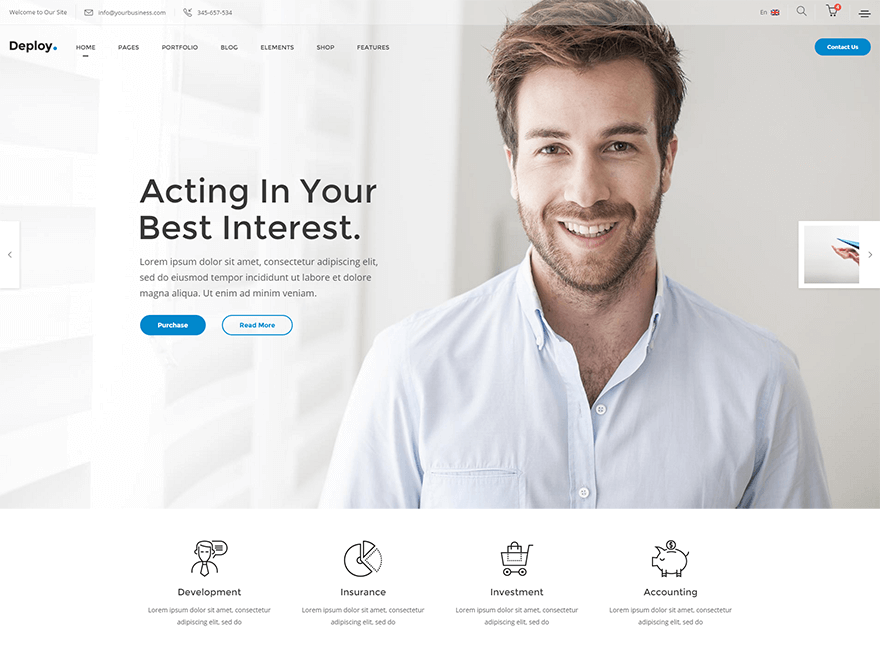 Welcome to Our Site
info@yourbusiness.com
345-657-534
En
4
Deploy.
HOME
PAGES
PORTFOLIO
BLOG
ELEMENTS
SHOP
FEATURES
Contact Us
Acting In Your
Best Interest.
Lorem ipsum dolor sit amet, consectetur adipiscing elit,
sed do eiusmod tempor incididunt ut labore et dolore
magna aliqua. Ut enim ad minim veniam.
Purchase
Read More
Development
Lorem ipsum dolor sit amet, consectetur
adipiscing elit, sed do
Insurance
Lorem ipsum dolor sit amet, consectetur
adipiscing elit, sed do
Investment
Lorem ipsum dolor sit amet, consectetur
adipiscing elit, sed do
Accounting
Lorem ipsum dolor sit amet, consectetur
adipiscing elit, sed do